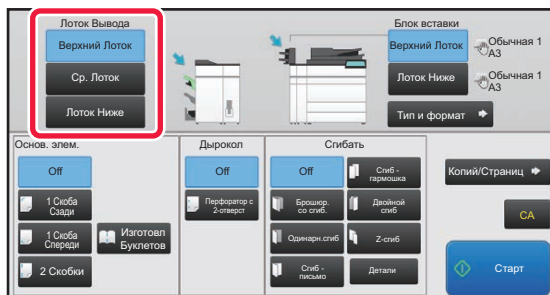 Лоток Вывода
Верхний Лоток
Ср. Лоток
Лоток Ниже
Блок вставки
Верхний Лоток
Обычная 1
A3
Лоток Ниже
Обычная 1
A3
Тип и формат
Основ. элем.
Off
1 Скоба
Сзади
1 Скоба
Спереди
Изготовл
Буклетов
2 Скобки
Дырокол
Off
Перфоратор с
2-отверст
Сгибать
Off
Сгиб -
гармошка
Брошюр.
со сгиб.
Двойной
сгиб
Одинарн.сгиб
Z-сгиб
Сгиб -
письмо
Детали
Копий/Страниц
CA
Старт